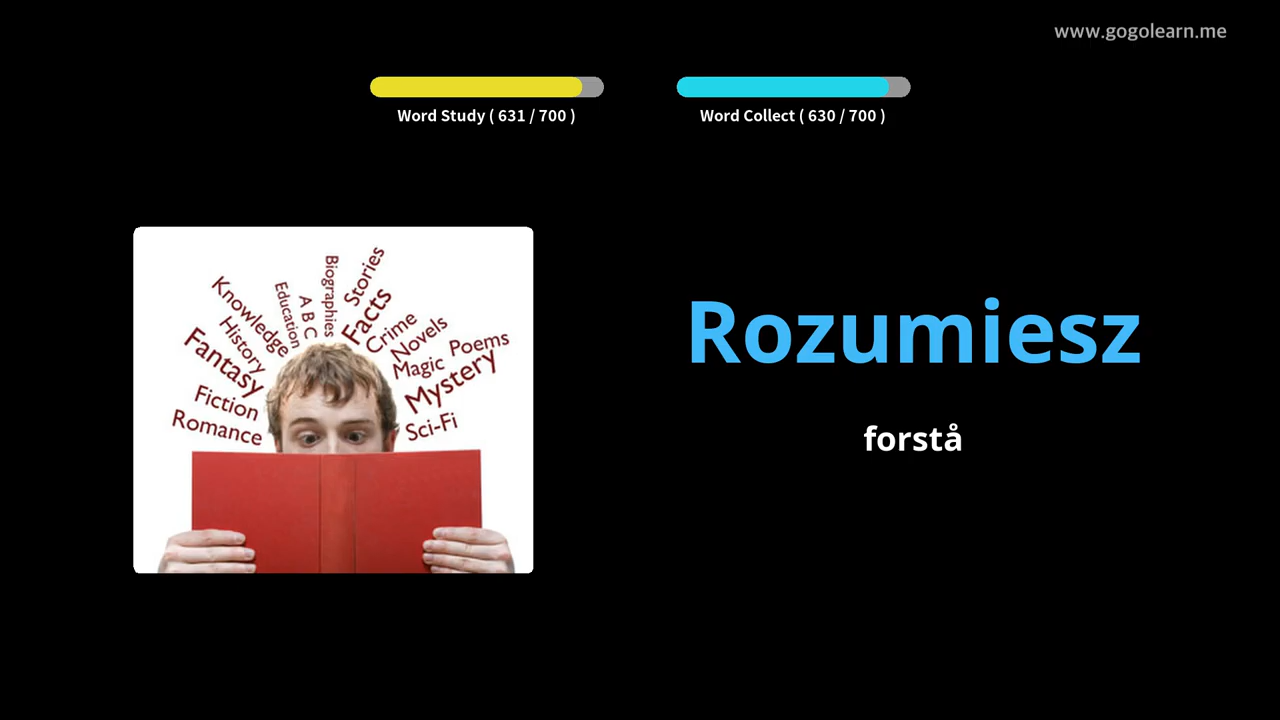 www.gogolearn.me
Word Study ( 631 / 700 )
Word Collect ( 630 / 700 )
Stories
Biographies
Education
A B C
Facts
Knowledge
Crime
Novels
History
Poems
Magic
Fantasy
Mystery
Fiction
Sci-Fi
Romance
Rozumiesz
forstå